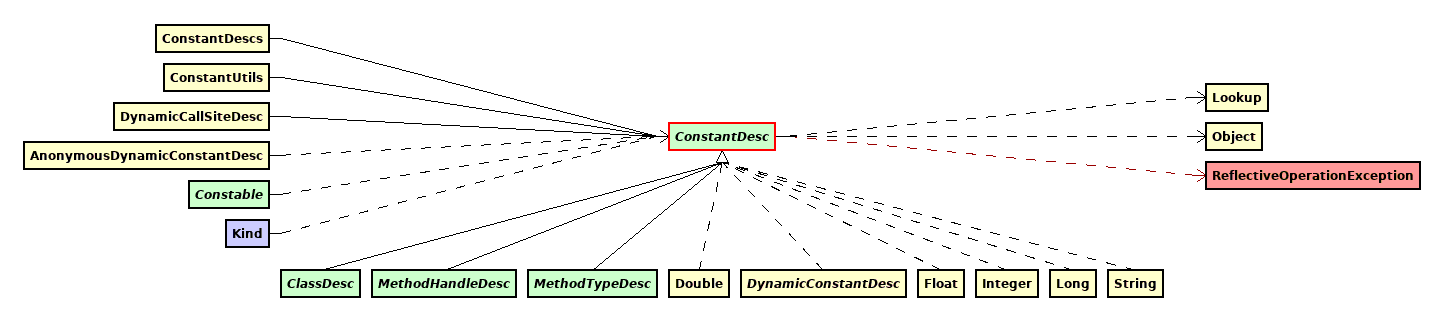 ConstantDescs
ConstantUtils
DynamicCallSiteDesc
AnonymousDynamicConstantDesc
Constable
Kind
ConstantDesc
Lookup
Object
ReflectiveOperationException
ClassDesc
MethodHandleDesc
MethodTypeDesc
Double
DynamicConstantDesc
Float
Integer
Long
String